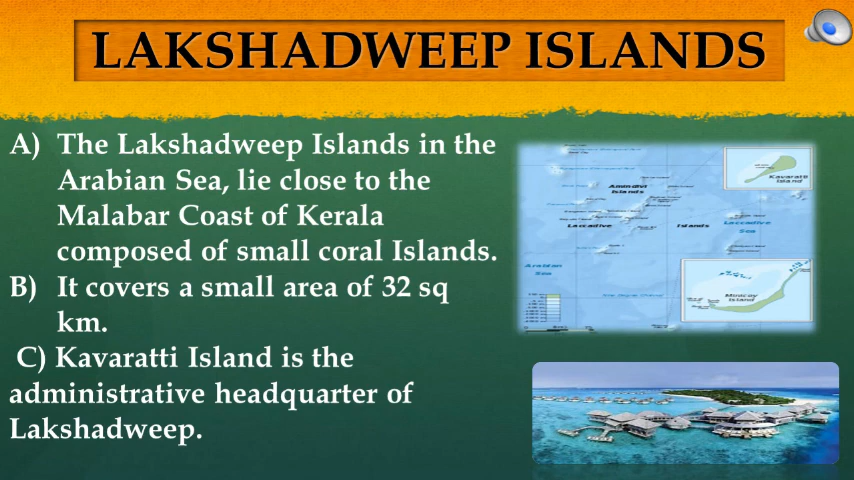 LAKSHADWEEP ISLANDS
A) The Lakshadweep Islands in the
Arabian Sea, lie close to the
Malabar Coast of Kerala
composed of small coral Islands.
B) It covers a small area of 32 sq
km.
C) Kavaratti Island is the
administrative headquarter of
Lakshadweep.
Kavaratti
Island
Amindivi
Islands
Laccadive
Islands
Laccadive
Sea
Arabian
Sea
Minicoy
Island